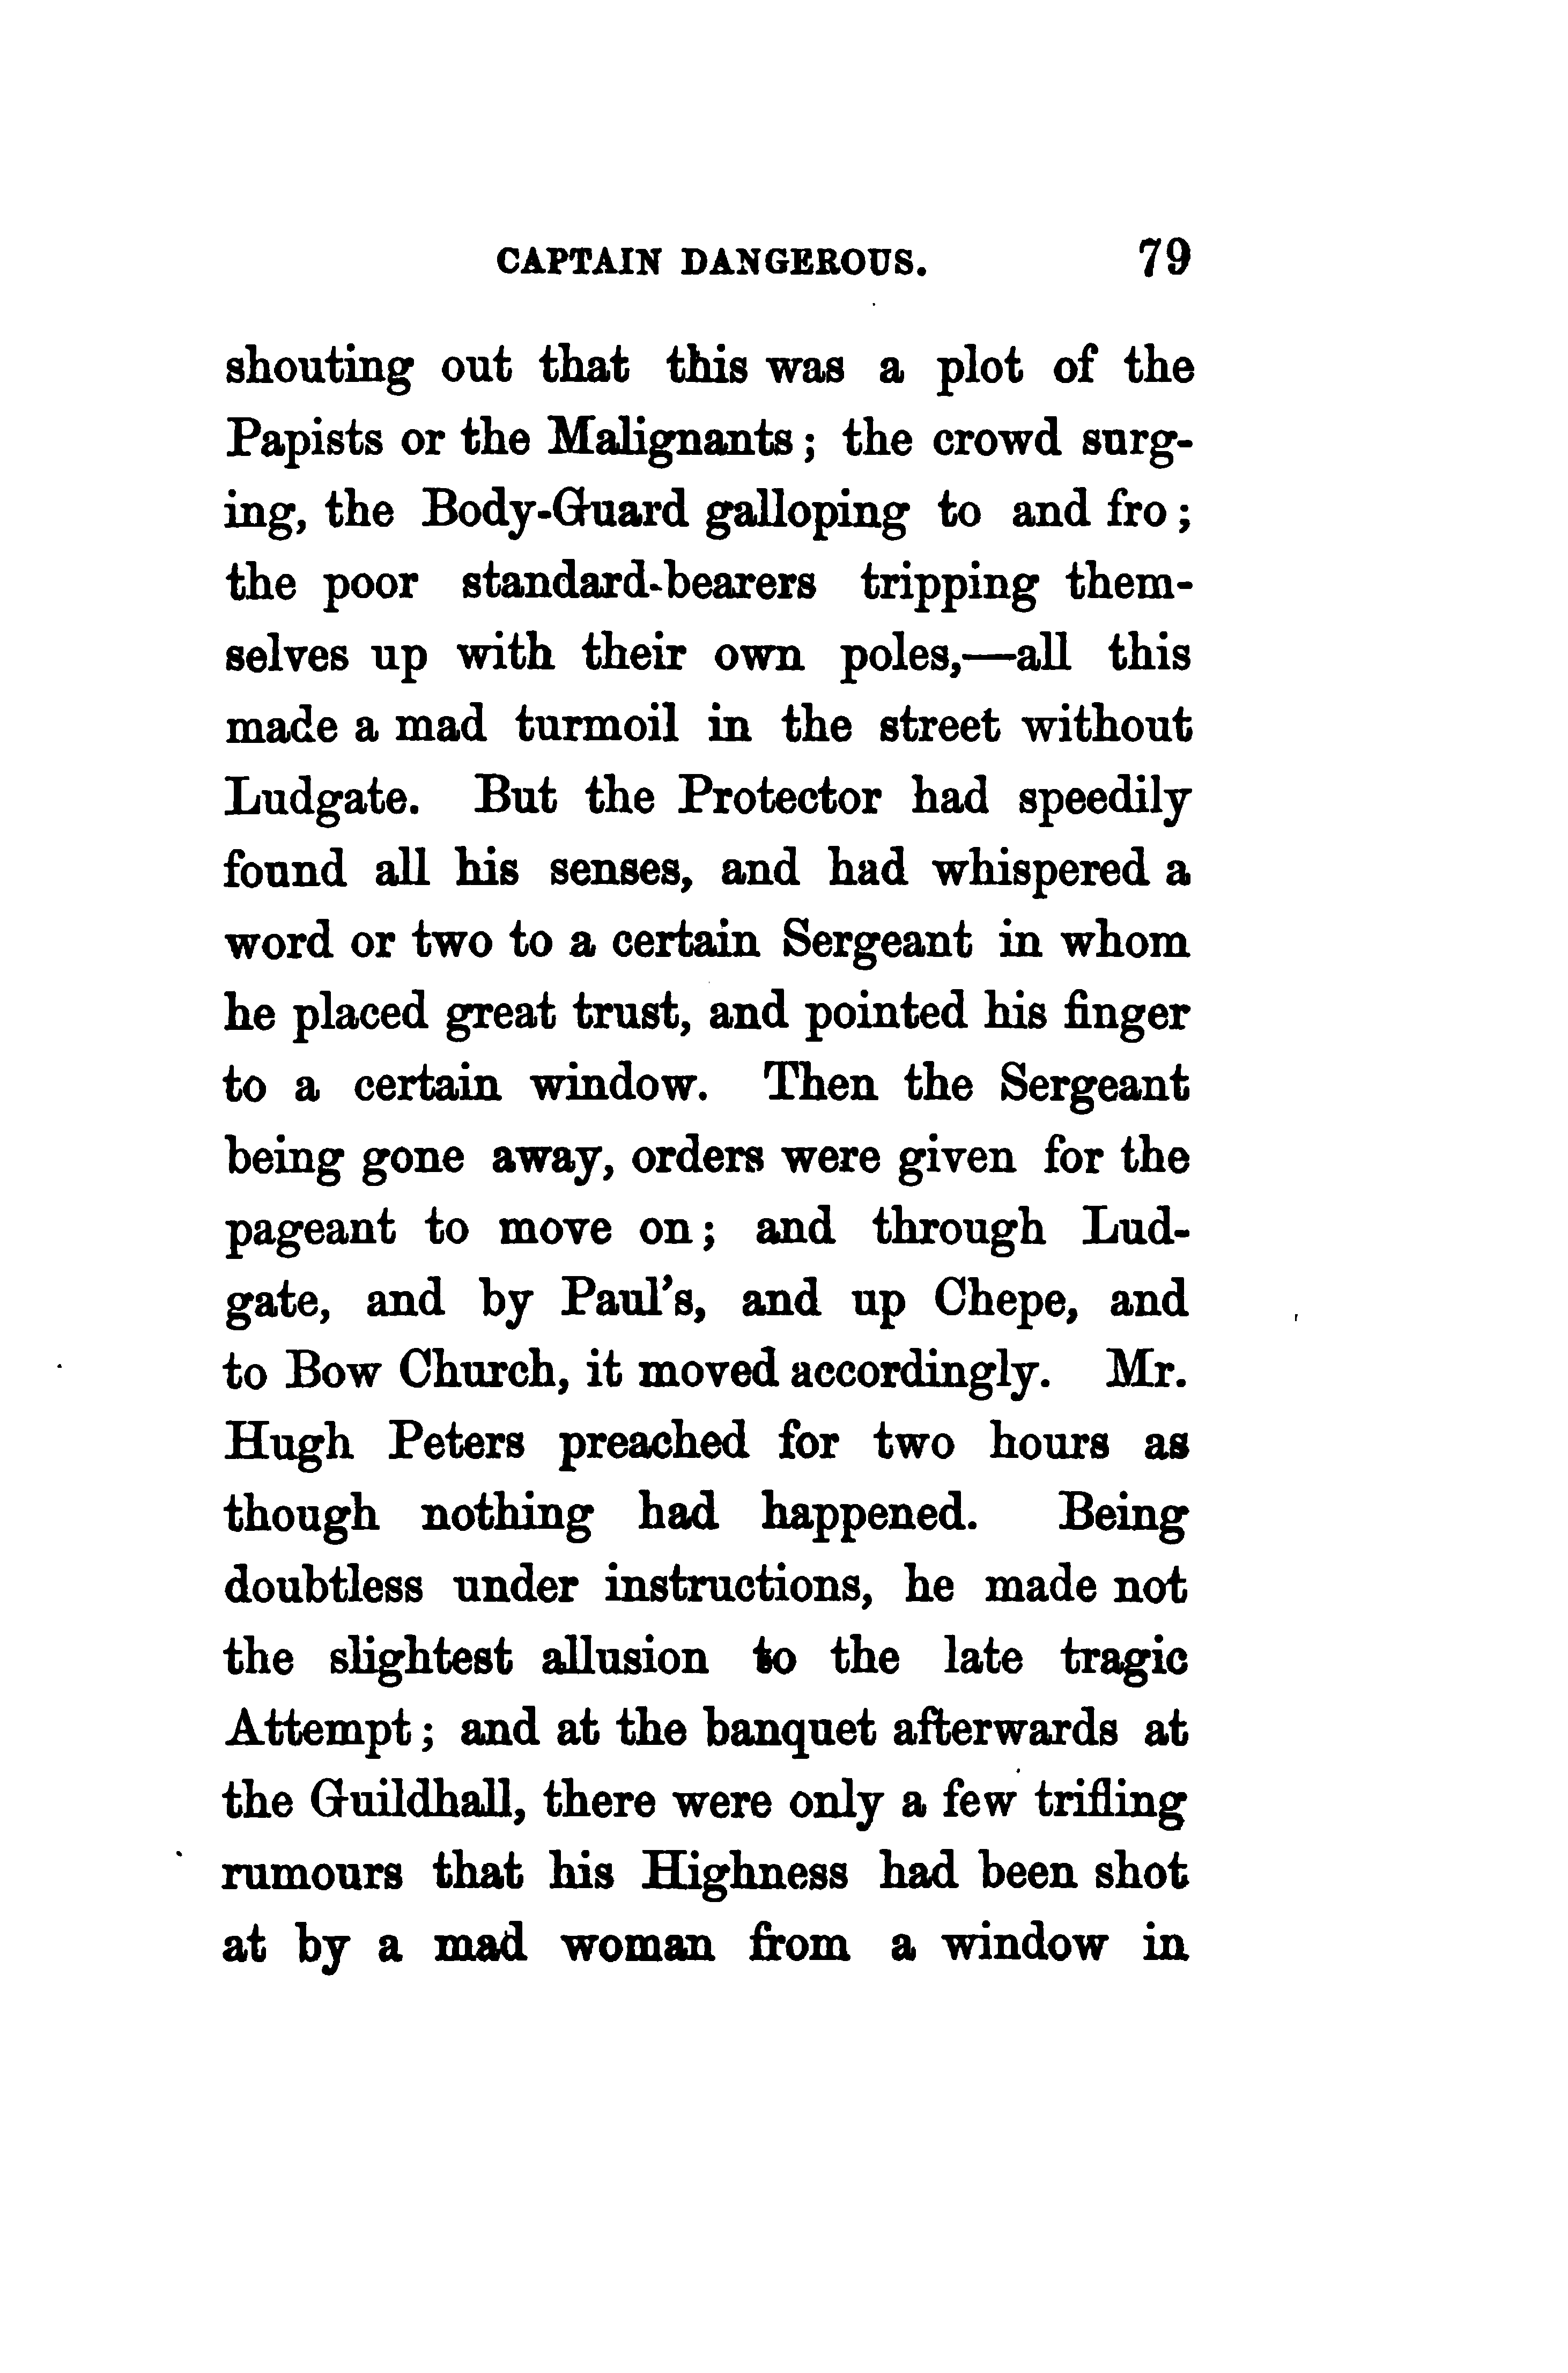 CAPTAIN DANGEROUS. 79
shouting out that this was a plot of the
Papists or the Malignants; the crowd surg-
ing, the Body-Guard galloping to and fro;
the poor standard-bearers tripping them-
selves up with their own poles,—all this
made a mad turmoil in the street without
Ludgate. But the Protector had speedily
found all his senses, and had whispered a
word or two to a certain Sergeant in whom
he placed great trust, and pointed his finger
to a certain window. Then the Sergeant
being gone away, orders were given for the
pageant to move on; and through Lud-
gate, and by Paul's, and up Chepe, and
to Bow Church, it moved accordingly. Mr.
Hugh Peters preached for two hours as
though nothing had happened. Being
doubtless under instructions, he made not
the slightest allusion to the late tragic
Attempt; and at the banquet afterwards at
the Guildhall, there were only a few trifling
rumours that his Highness had been shot
at by a mad woman from a window in